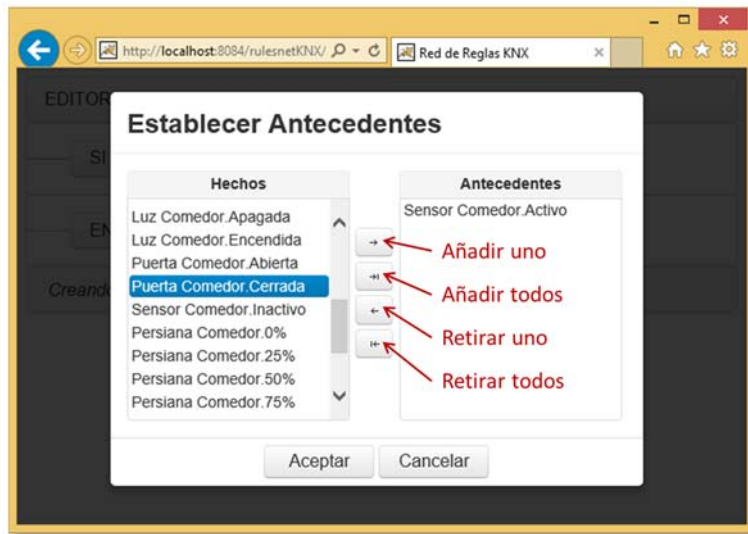 http://localhost:8084/rulesnetKNX/
Red de Reglas KNX
EDITOR
Establecer Antecedentes
SI
Hechos
Antecedentes
Luz Comedor.Apagada
Sensor Comedor.Activo
Luz Comedor.Encendida
Puerta Comedor.Abierta
Añadir uno
EN
Puerta Comedor.Cerrada
Creando
Añadir todos
Sensor Comedor.Inactivo
Persiana Comedor.0%
Retirar uno
Persiana Comedor.25%
Persiana Comedor.50%
Retirar todos
Persiana Comedor.75%
Aceptar
Cancelar